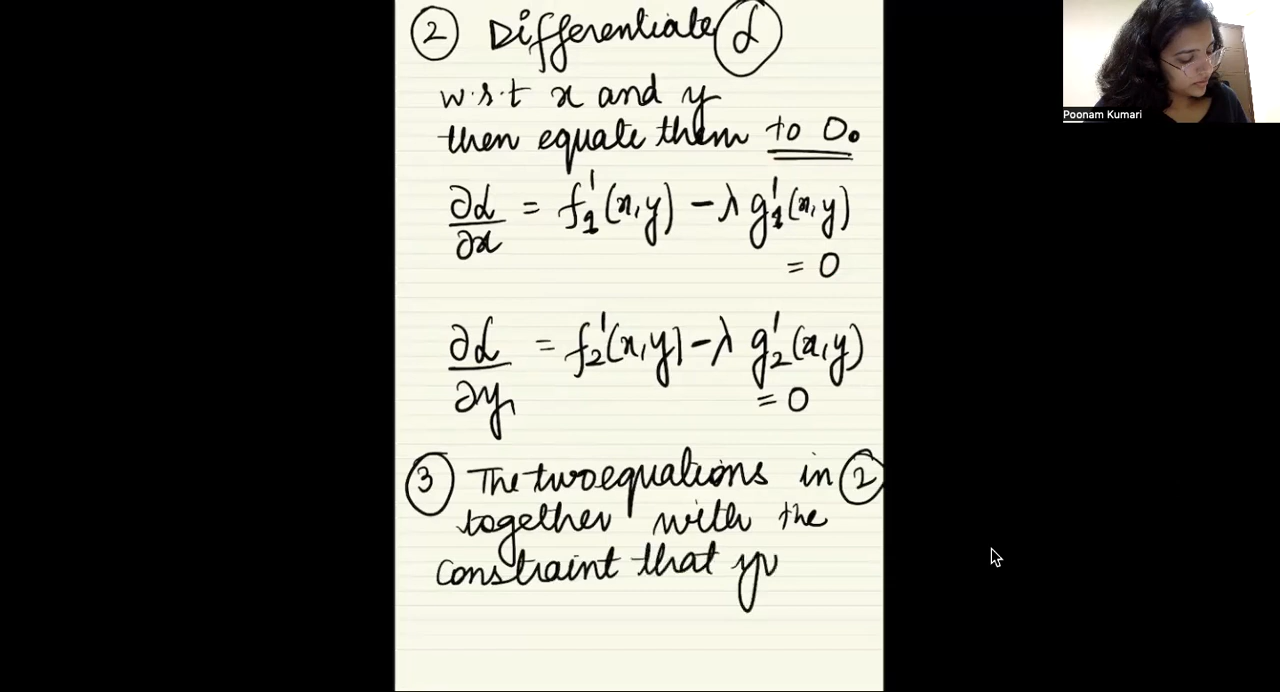 ② Differentiate ℒ
w.r.t x and y
then equate them to 0.
∂ℒ/∂x = f₁'(x,y) - λ g₁'(x,y)
= 0
∂ℒ/∂y = f₂'(x,y) - λ g₂'(x,y)
= 0
③ The two equations in ②
together with the
constraint that
Poonam Kumari